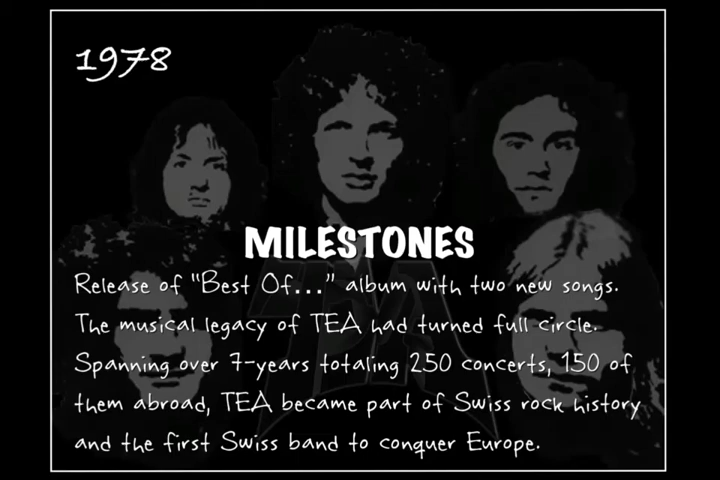 1978
MILESTONES
Release of "Best Of..." album with two new songs.
The musical legacy of TEA had turned full circle.
Spanning over 7-years totaling 250 concerts, 150 of
them abroad, TEA became part of Swiss rock history
and the first Swiss band to conquer Europe.
TEA